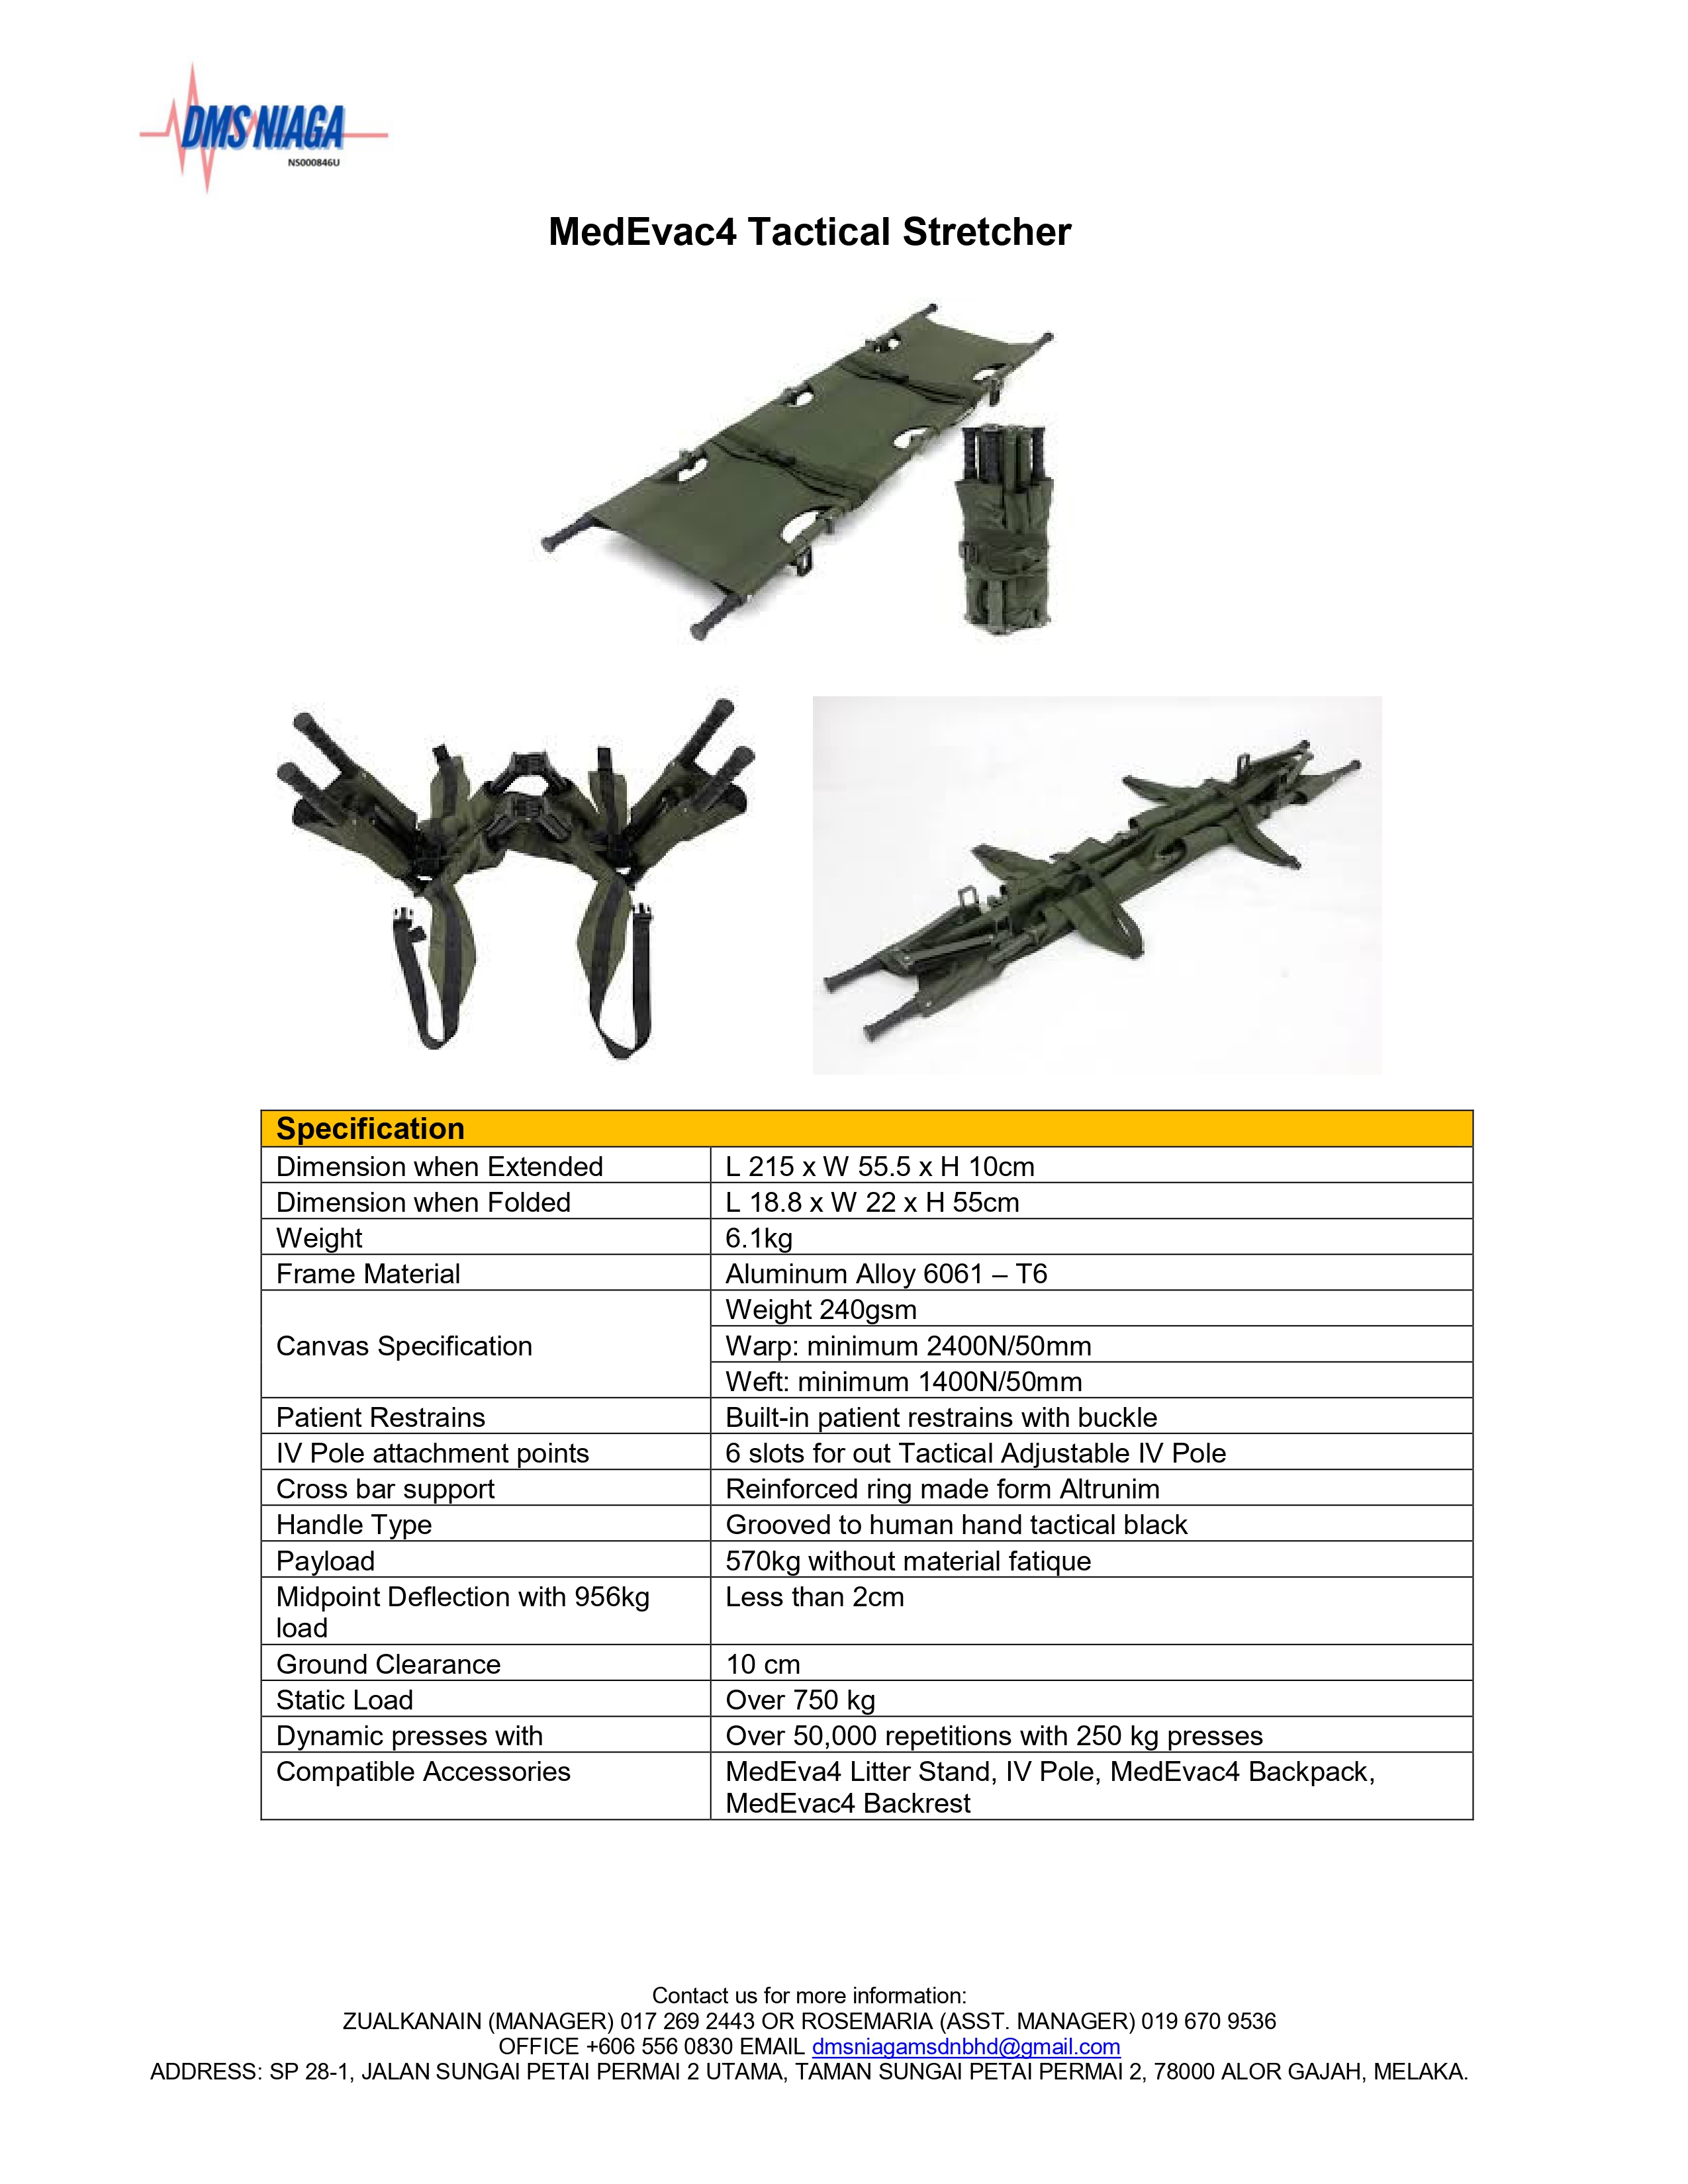 DMS NIAGA
NS000846U
MedEvac4 Tactical Stretcher
Specification
Dimension when Extended L 215 x W 55.5 x H 10cm
Dimension when Folded L 18.8 x W 22 x H 55cm
Weight 6.1kg
Frame Material Aluminum Alloy 6061 – T6
Canvas Specification
Weight 240gsm
Warp: minimum 2400N/50mm
Weft: minimum 1400N/50mm
Patient Restrains Built-in patient restrains with buckle
IV Pole attachment points 6 slots for out Tactical Adjustable IV Pole
Cross bar support Reinforced ring made form Altrunim
Handle Type Grooved to human hand tactical black
Payload 570kg without material fatique
Midpoint Deflection with 956kg Less than 2cm
load
Ground Clearance 10 cm
Static Load Over 750 kg
Dynamic presses with Over 50,000 repetitions with 250 kg presses
Compatible Accessories MedEva4 Litter Stand, IV Pole, MedEvac4 Backpack,
MedEvac4 Backrest
Contact us for more information:
ZUALKANAIN (MANAGER) 017 269 2443 OR ROSEMARIA (ASST. MANAGER) 019 670 9536
OFFICE +606 556 0830 EMAIL dmsniagamsdnbhd@gmail.com
ADDRESS: SP 28-1, JALAN SUNGAI PETAI PERMAI 2 UTAMA, TAMAN SUNGAI PETAI PERMAI 2, 78000 ALOR GAJAH, MELAKA.